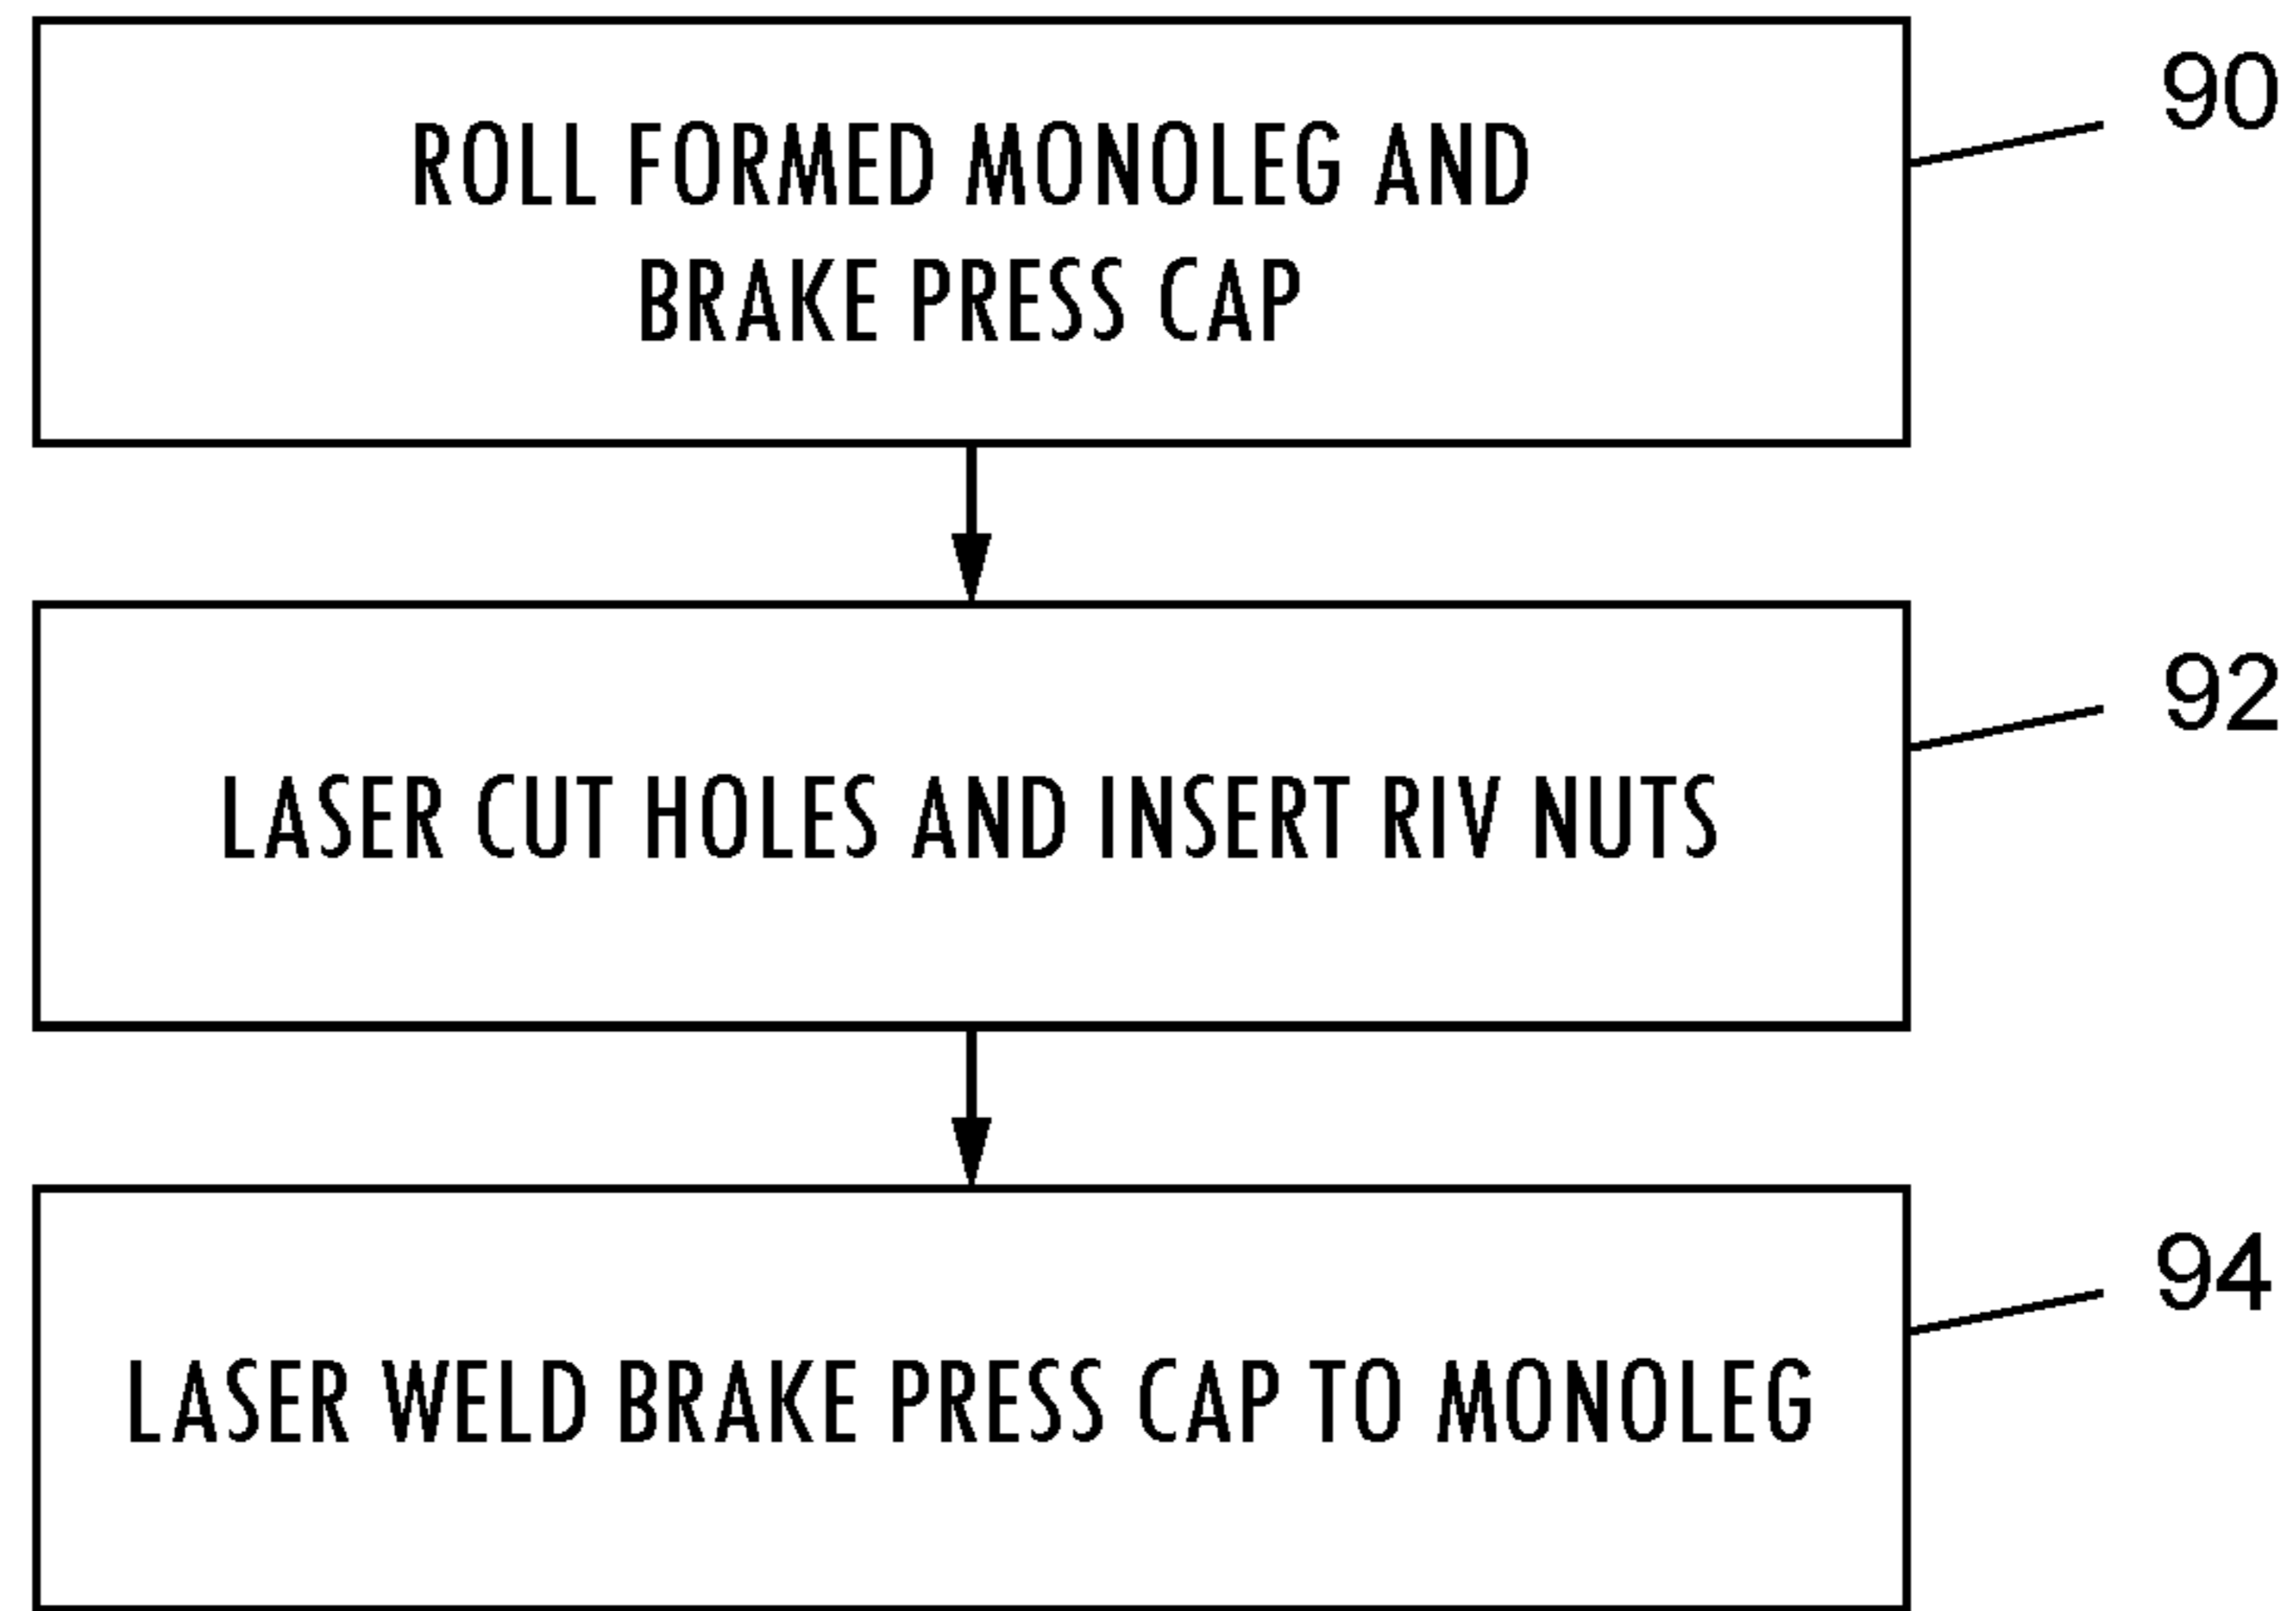 ROLL FORMED MONOLEG AND
BRAKE PRESS CAP
90
LASER CUT HOLES AND INSERT RIV NUTS
92
LASER WELD BRAKE PRESS CAP TO MONOLEG
94